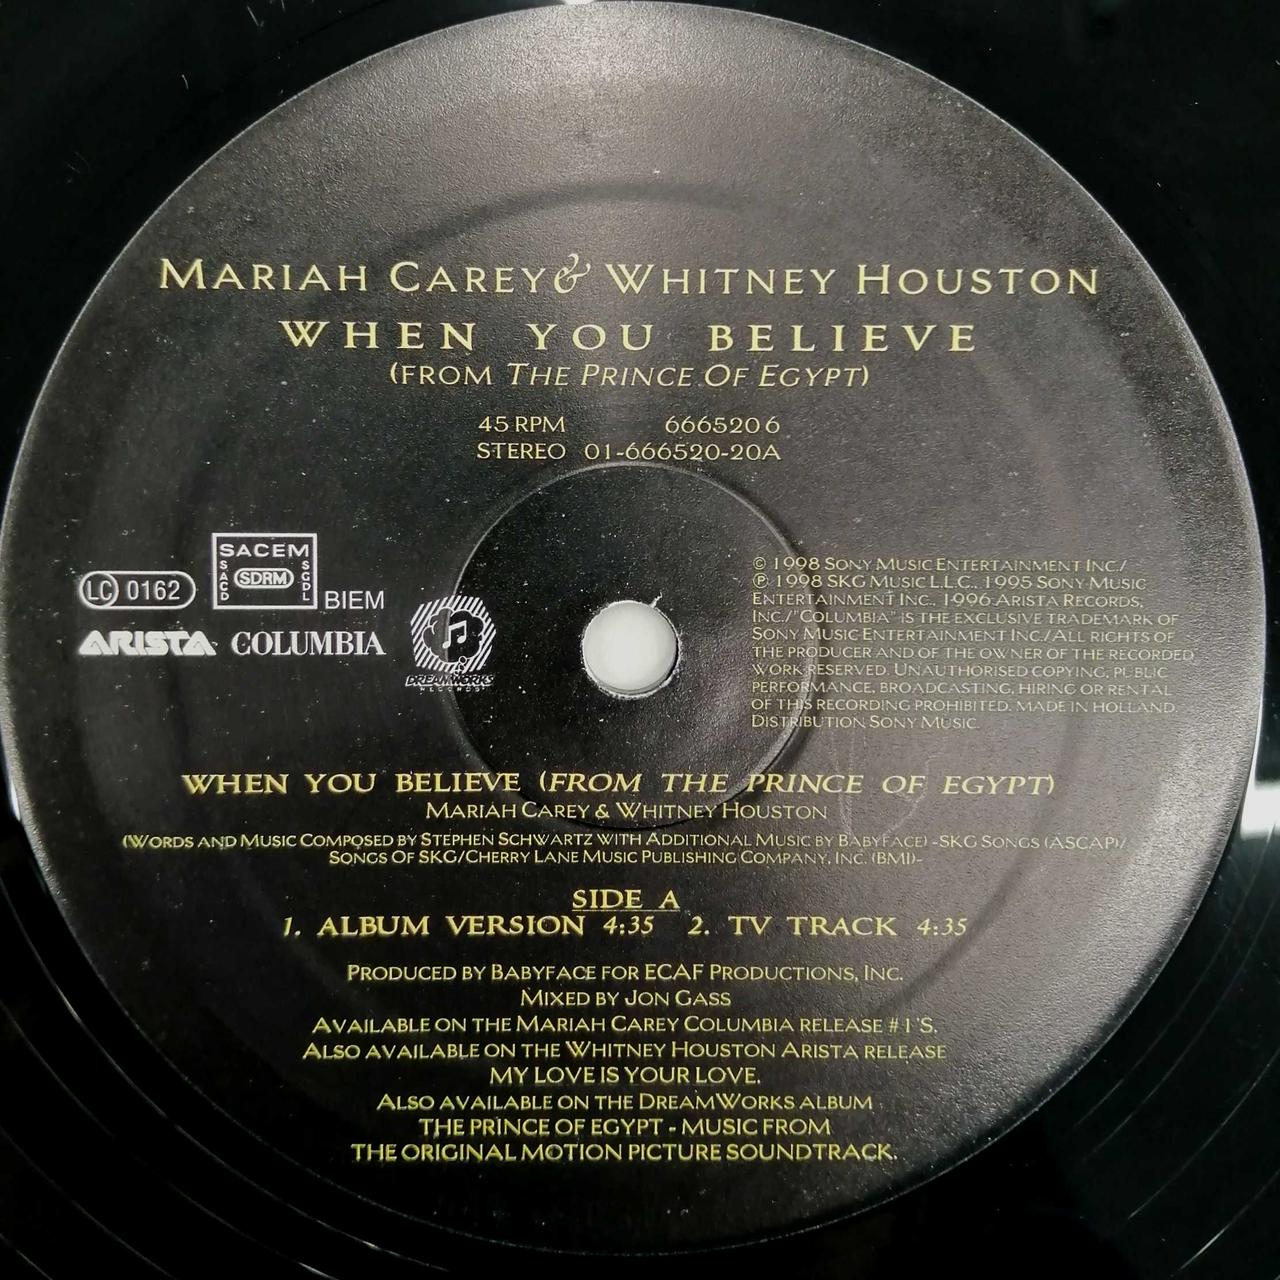 MARIAH CAREY & WHITNEY HOUSTON
WHEN YOU BELIEVE
(FROM THE PRINCE OF EGYPT)
45 RPM 666520 6
STEREO 01-666520-20A
LC 0162
SACEM
SACD
SDRM
SGDL
BIEM
ARISTA COLUMBIA
DREAMWORKS
RECORDS
© 1998 SONY MUSIC ENTERTAINMENT INC./
℗ 1998 SKG MUSIC L.L.C., 1995 SONY MUSIC
ENTERTAINMENT INC., 1996 ARISTA RECORDS,
INC./"COLUMBIA" IS THE EXCLUSIVE TRADEMARK OF
SONY MUSIC ENTERTAINMENT INC./ALL RIGHTS OF
THE PRODUCER AND OF THE OWNER OF THE RECORDED
WORK RESERVED. UNAUTHORISED COPYING, PUBLIC
PERFORMANCE, BROADCASTING, HIRING OR RENTAL
OF THIS RECORDING PROHIBITED. MADE IN HOLLAND.
DISTRIBUTION SONY MUSIC.
WHEN YOU BELIEVE (FROM THE PRINCE OF EGYPT)
MARIAH CAREY & WHITNEY HOUSTON
(WORDS AND MUSIC COMPOSED BY STEPHEN SCHWARTZ WITH ADDITIONAL MUSIC BY BABYFACE) -SKG SONGS (ASCAP)/
SONGS OF SKG/CHERRY LANE MUSIC PUBLISHING COMPANY, INC. (BMI)-
SIDE A
1. ALBUM VERSION 4:35 2. TV TRACK 4:35
PRODUCED BY BABYFACE FOR ECAF PRODUCTIONS, INC.
MIXED BY JON GASS
AVAILABLE ON THE MARIAH CAREY COLUMBIA RELEASE #1'S.
ALSO AVAILABLE ON THE WHITNEY HOUSTON ARISTA RELEASE
MY LOVE IS YOUR LOVE.
ALSO AVAILABLE ON THE DREAMWORKS ALBUM
THE PRINCE OF EGYPT - MUSIC FROM
THE ORIGINAL MOTION PICTURE SOUNDTRACK.